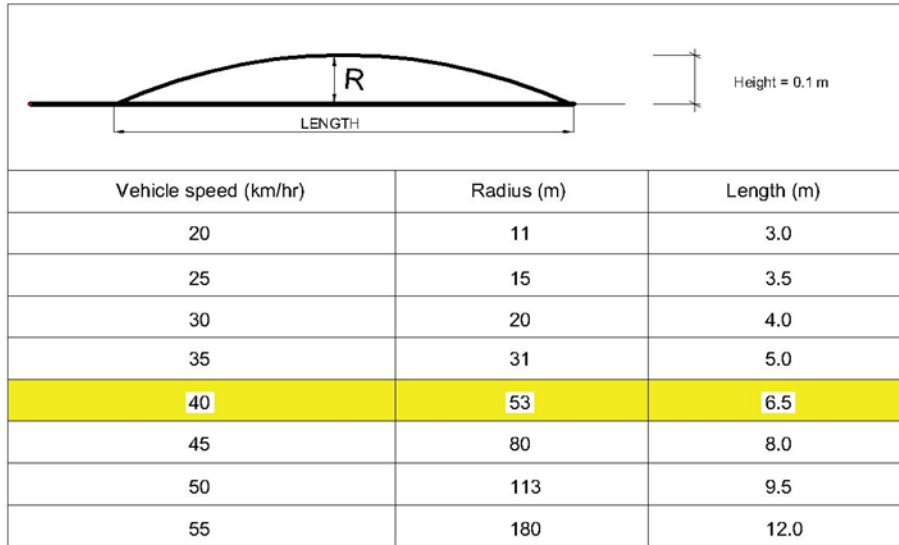 R
Height = 0.1 m
LENGTH
Vehicle speed (km/hr) Radius (m) Length (m)
20 11 3.0
25 15 3.5
30 20 4.0
35 31 5.0
40 53 6.5
45 80 8.0
50 113 9.5
55 180 12.0